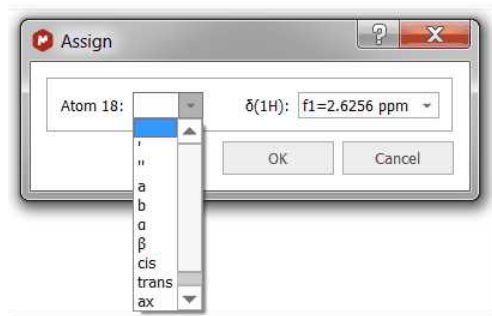 Assign
Atom 18:
δ(1H): f1=2.6256 ppm
'
"
a
b
α
β
cis
trans
ax
OK
Cancel